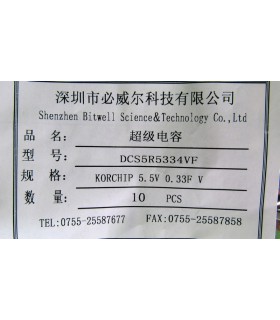 深圳市必威尔科技有限公司
Shenzhen Bitwell Science&Technology Co.,Ltd
品 名： 超级电容
型 号： DCS5R5334VF
规 格： KORCHIP 5.5V 0.33F V
数 量： 10 PCS
TEL:0755-25587677 FAX:0755-25587858